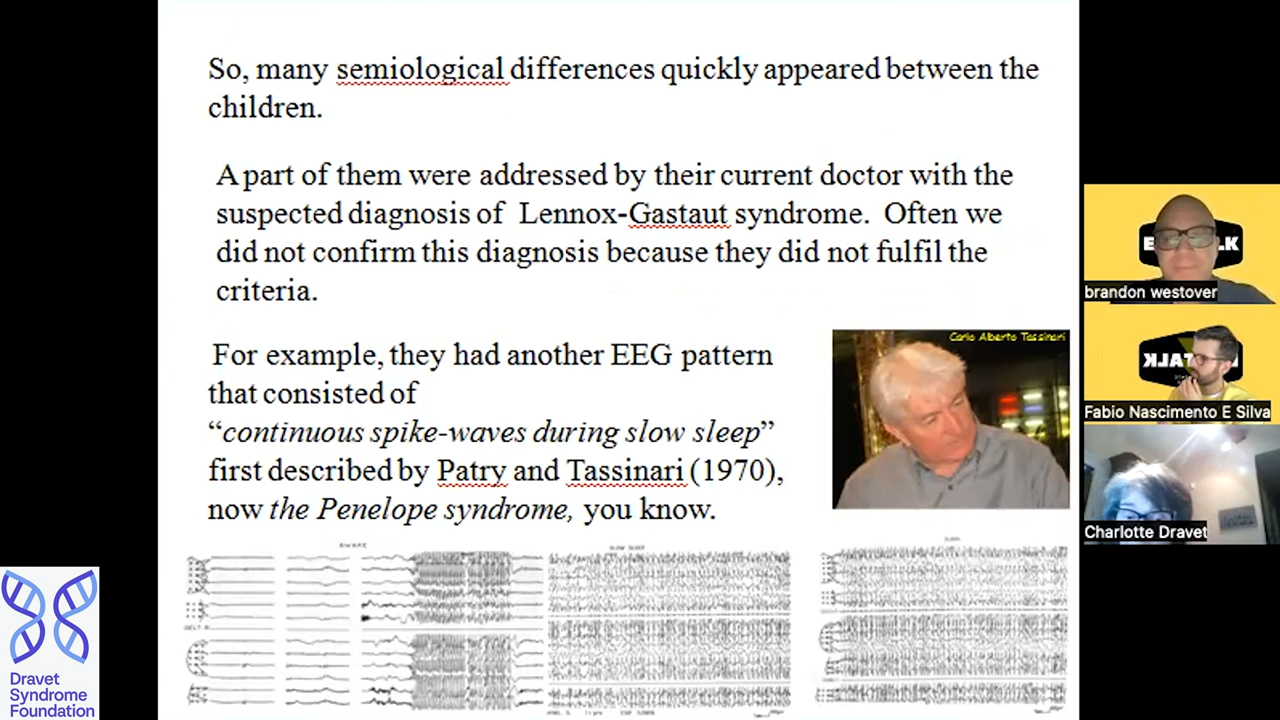 So, many semiological differences quickly appeared between the
children.
A part of them were addressed by their current doctor with the
suspected diagnosis of Lennox-Gastaut syndrome. Often we
did not confirm this diagnosis because they did not fulfil the
criteria.
For example, they had another EEG pattern
that consisted of
“continuous spike-waves during slow sleep”
first described by Patry and Tassinari (1970),
now the Penelope syndrome, you know.
Carlo Alberto Tassinari
AWAKE
SLOW SLEEP
brandon westover
Fabio Nascimento E Silva
Charlotte Dravet
Dravet
Syndrome
Foundation